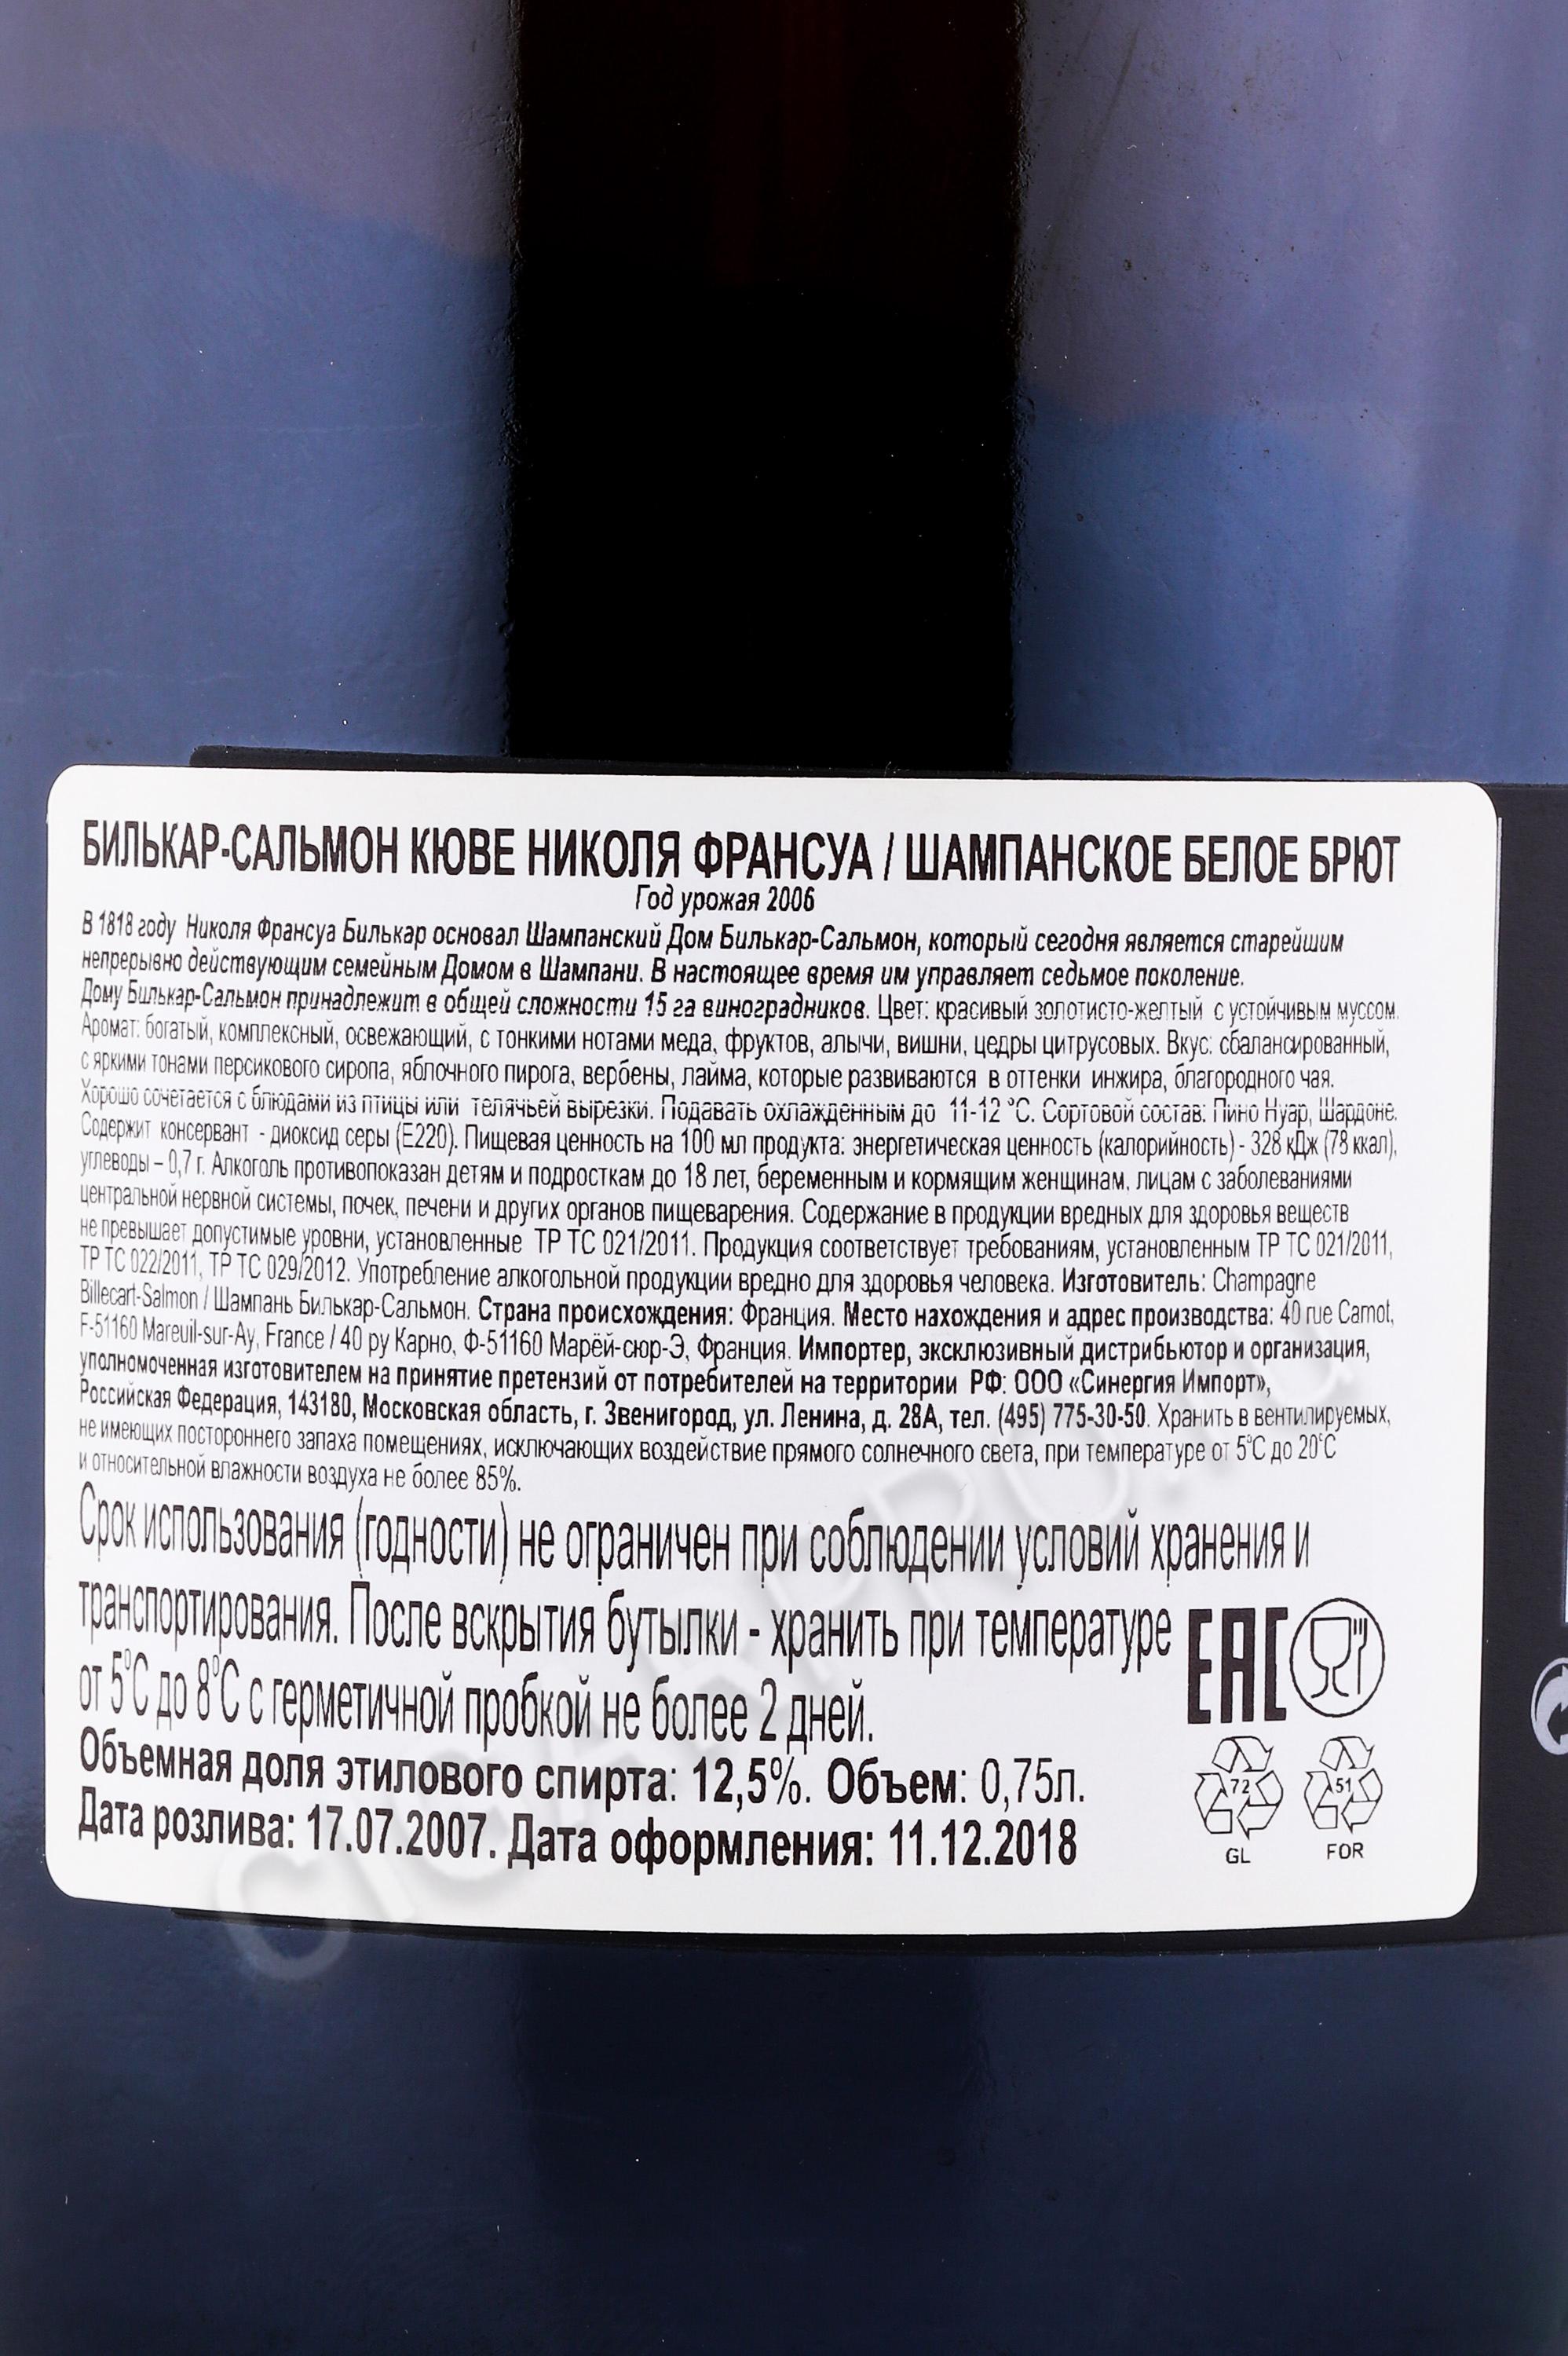 БИЛЬКАР-САЛЬМОН КЮВЕ НИКОЛЯ ФРАНСУА / ШАМПАНСКОЕ БЕЛОЕ БРЮТ
Год урожая 2006
В 1818 году Николя Франсуа Билькар основал Шампанский Дом Билькар-Сальмон, который сегодня является старейшим
непрерывно действующим семейным Домом в Шампани. В настоящее время им управляет седьмое поколение.
Дому Билькар-Сальмон принадлежит в общей сложности 15 га виноградников. Цвет: красивый золотисто-желтый с устойчивым муссом.
Аромат: богатый, комплексный, освежающий, с тонкими нотами меда, фруктов, алычи, вишни, цедры цитрусовых. Вкус: сбалансированный,
с яркими тонами персикового сиропа, яблочного пирога, вербены, лайма, которые развиваются в оттенки инжира, благородного чая.
Хорошо сочетается с блюдами из птицы или телячьей вырезки. Подавать охлажденным до 11-12 °С. Сортовой состав: Пино Нуар, Шардоне.
Содержит консервант - диоксид серы (Е220). Пищевая ценность на 100 мл продукта: энергетическая ценность (калорийность) - 328 кДж (78 ккал),
углеводы – 0,7 г. Алкоголь противопоказан детям и подросткам до 18 лет, беременным и кормящим женщинам, лицам с заболеваниями
центральной нервной системы, почек, печени и других органов пищеварения. Содержание в продукции вредных для здоровья веществ
не превышает допустимые уровни, установленные ТР ТС 021/2011. Продукция соответствует требованиям, установленным ТР ТС 021/2011,
ТР ТС 022/2011, ТР ТС 029/2012. Употребление алкогольной продукции вредно для здоровья человека. Изготовитель: Champagne
Billecart-Salmon / Шампань Билькар-Сальмон. Страна происхождения: Франция. Место нахождения и адрес производства: 40 rue Carnot,
F-51160 Mareuil-sur-Ay, France / 40 ру Карно, Ф-51160 Марёй-сюр-Э, Франция. Импортер, эксклюзивный дистрибьютор и организация,
уполномоченная изготовителем на принятие претензий от потребителей на территории РФ: ООО «Синергия Импорт»,
Российская Федерация, 143180, Московская область, г. Звенигород, ул. Ленина, д. 28А, тел. (495) 775-30-50. Хранить в вентилируемых,
не имеющих постороннего запаха помещениях, исключающих воздействие прямого солнечного света, при температуре от 5°С до 20°С
и относительной влажности воздуха не более 85%.
Срок использования (годности) не ограничен при соблюдении условий хранения и
транспортирования. После вскрытия бутылки - хранить при температуре
от 5°С до 8°С с герметичной пробкой не более 2 дней.
Объемная доля этилового спирта: 12,5%. Объем: 0,75л.
Дата розлива: 17.07.2007. Дата оформления: 11.12.2018
EAC
72
GL
51
FOR
CIGARPRO.ru